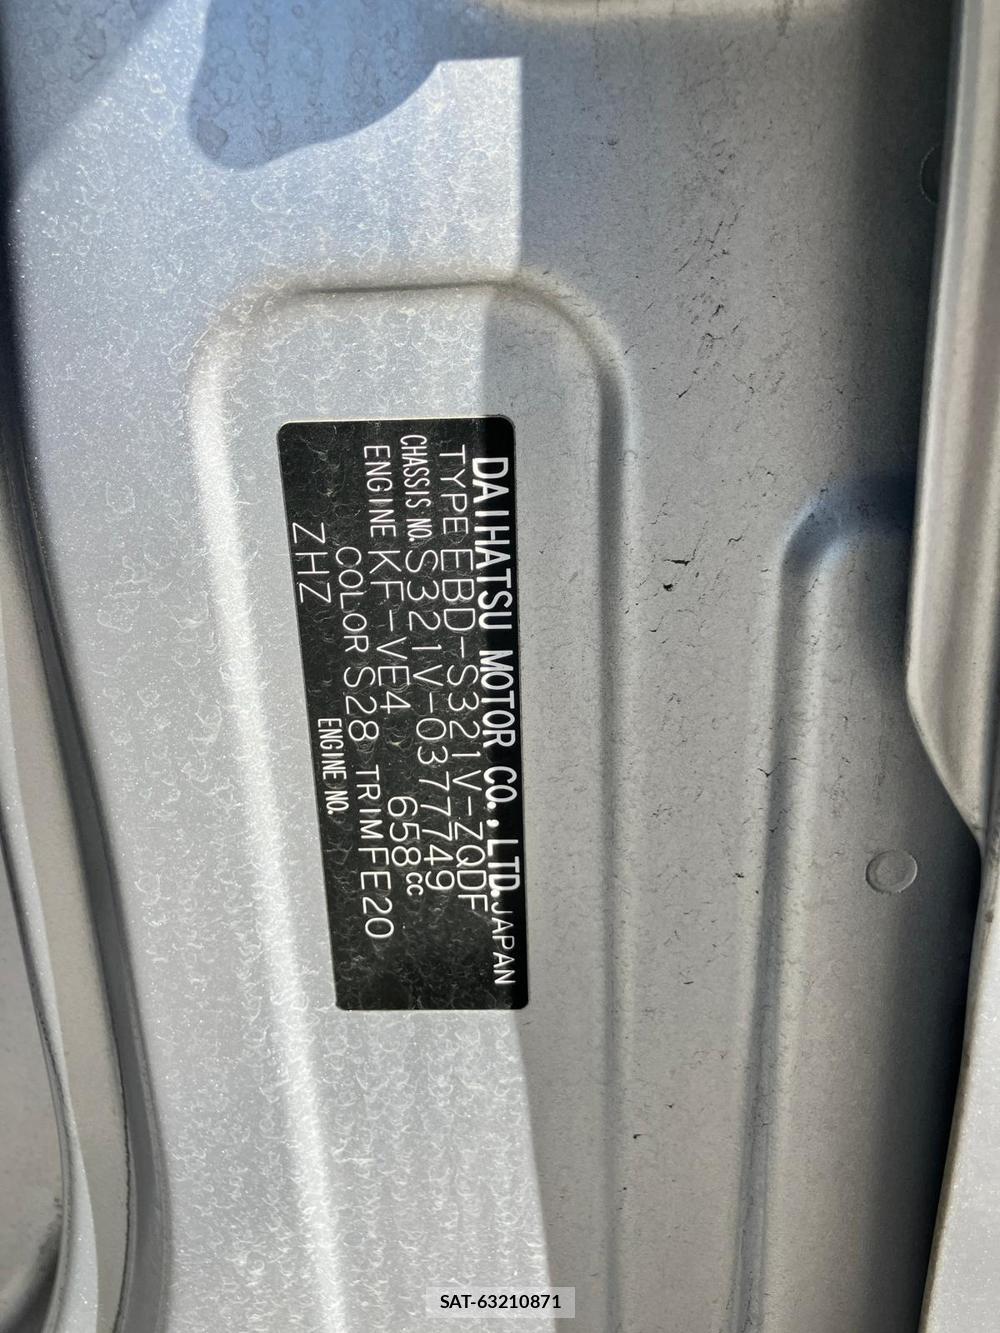 DAIHATSU MOTOR CO., LTD. JAPAN
TYPE EBD-S321V-ZQDF
CHASSIS NO. S321V-0377749
ENGINE KF-VE4 658cc
COLOR S28 TRIM FE20
ENGINE NO.
ZHZ
SAT-63210871